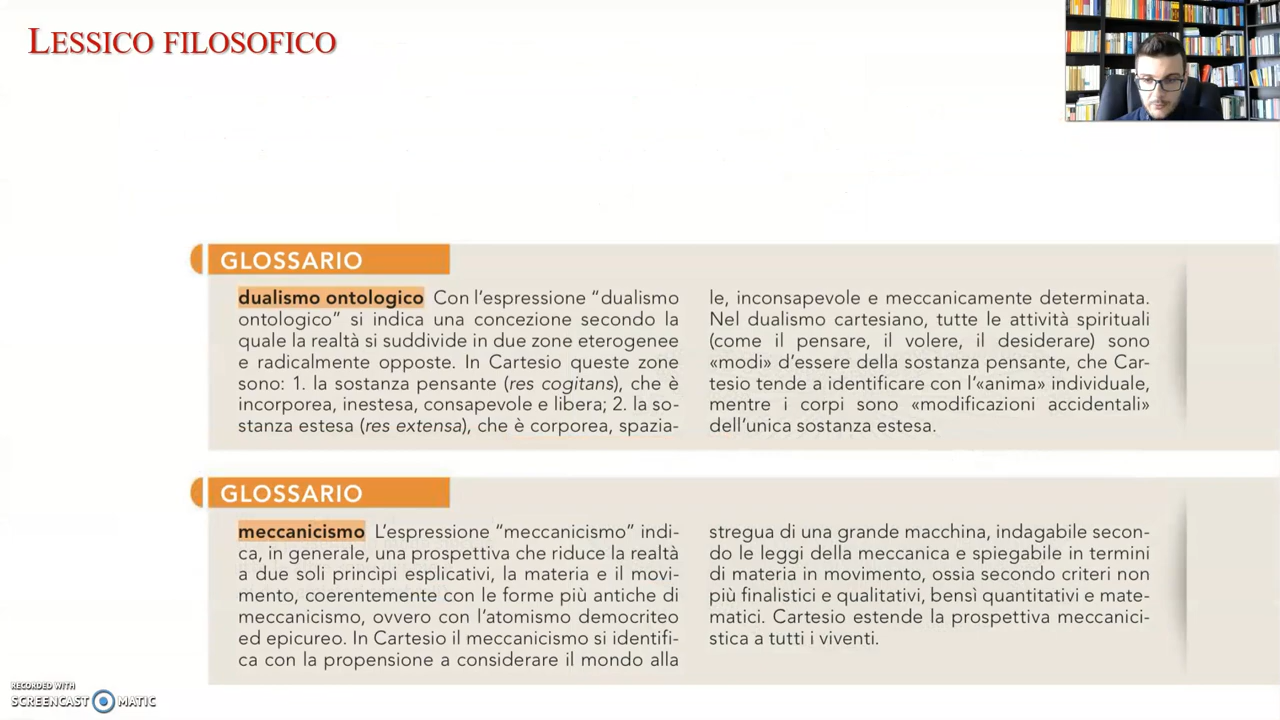 LESSICO FILOSOFICO
GLOSSARIO
dualismo ontologico Con l'espressione "dualismo
ontologico" si indica una concezione secondo la
quale la realtà si suddivide in due zone eterogenee
e radicalmente opposte. In Cartesio queste zone
sono: 1. la sostanza pensante (res cogitans), che è
incorporea, inestesa, consapevole e libera; 2. la so-
stanza estesa (res extensa), che è corporea, spazia-
le, inconsapevole e meccanicamente determinata.
Nel dualismo cartesiano, tutte le attività spirituali
(come il pensare, il volere, il desiderare) sono
«modi» d'essere della sostanza pensante, che Car-
tesio tende a identificare con l'«anima» individuale,
mentre i corpi sono «modificazioni accidentali»
dell'unica sostanza estesa.
GLOSSARIO
meccanicismo L'espressione "meccanicismo" indi-
ca, in generale, una prospettiva che riduce la realtà
a due soli principi esplicativi, la materia e il movi-
mento, coerentemente con le forme più antiche di
meccanicismo, ovvero con l'atomismo democriteo
ed epicureo. In Cartesio il meccanicismo si identifi-
ca con la propensione a considerare il mondo alla
stregua di una grande macchina, indagabile secon-
do le leggi della meccanica e spiegabile in termini
di materia in movimento, ossia secondo criteri non
più finalistici e qualitativi, bensì quantitativi e mate-
matici. Cartesio estende la prospettiva meccanici-
stica a tutti i viventi.
RECORDED WITH
SCREENCAST MATIC